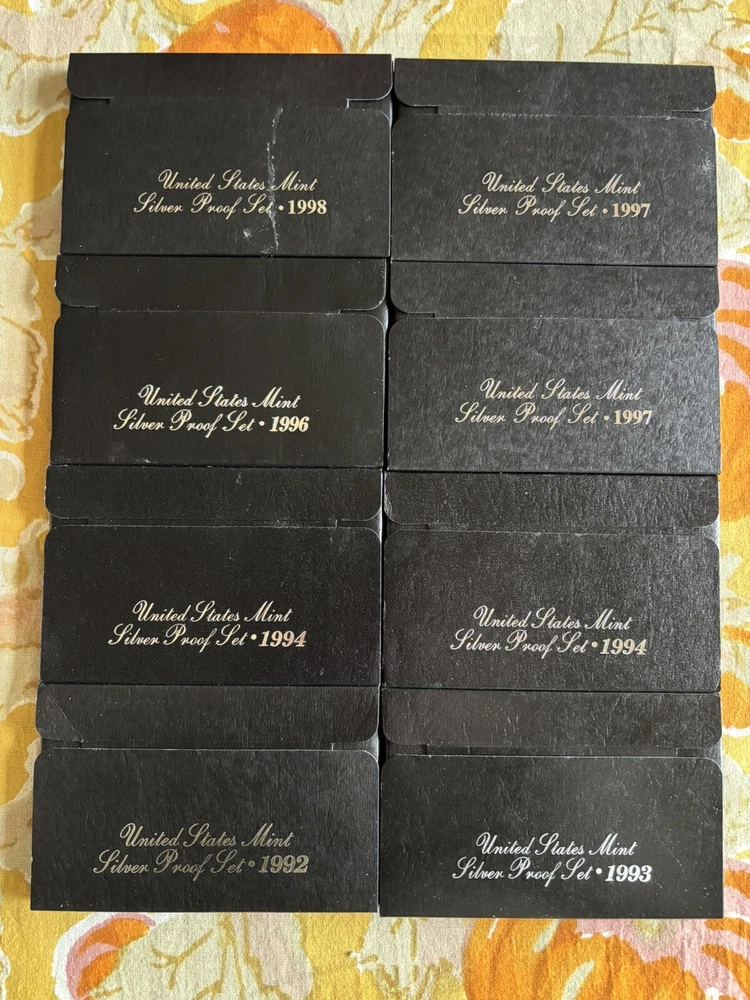 United States Mint
Silver Proof Set • 1998
United States Mint
Silver Proof Set • 1997
United States Mint
Silver Proof Set • 1996
United States Mint
Silver Proof Set • 1997
United States Mint
Silver Proof Set • 1994
United States Mint
Silver Proof Set • 1994
United States Mint
Silver Proof Set • 1992
United States Mint
Silver Proof Set • 1993